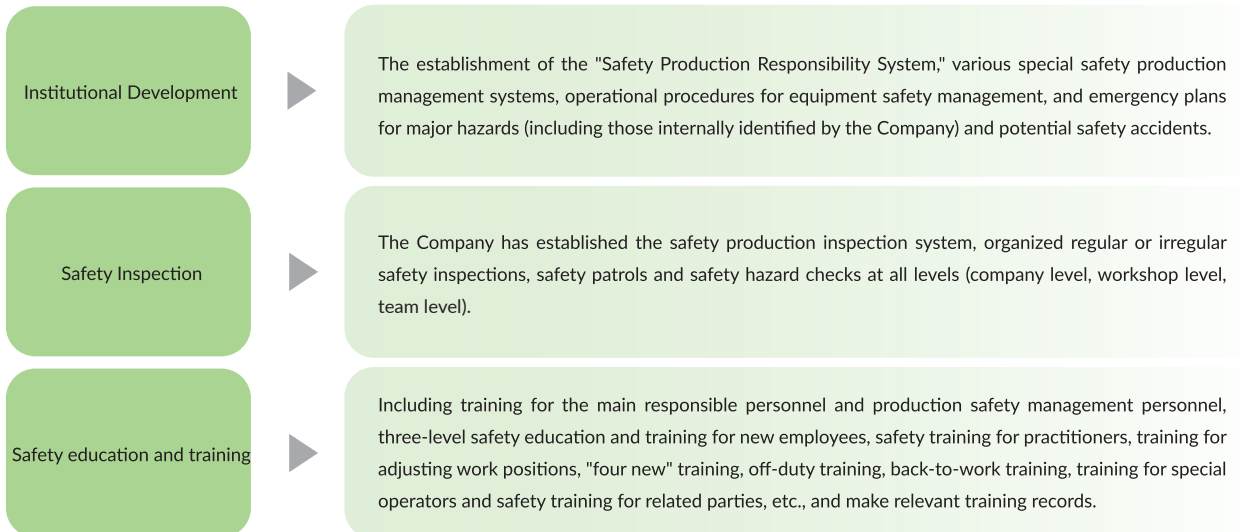 Institutional Development
The establishment of the "Safety Production Responsibility System," various special safety production
management systems, operational procedures for equipment safety management, and emergency plans
for major hazards (including those internally identified by the Company) and potential safety accidents.
Safety Inspection
The Company has established the safety production inspection system, organized regular or irregular
safety inspections, safety patrols and safety hazard checks at all levels (company level, workshop level,
team level).
Safety education and training
Including training for the main responsible personnel and production safety management personnel,
three-level safety education and training for new employees, safety training for practitioners, training for
adjusting work positions, "four new" training, off-duty training, back-to-work training, training for special
operators and safety training for related parties, etc., and make relevant training records.